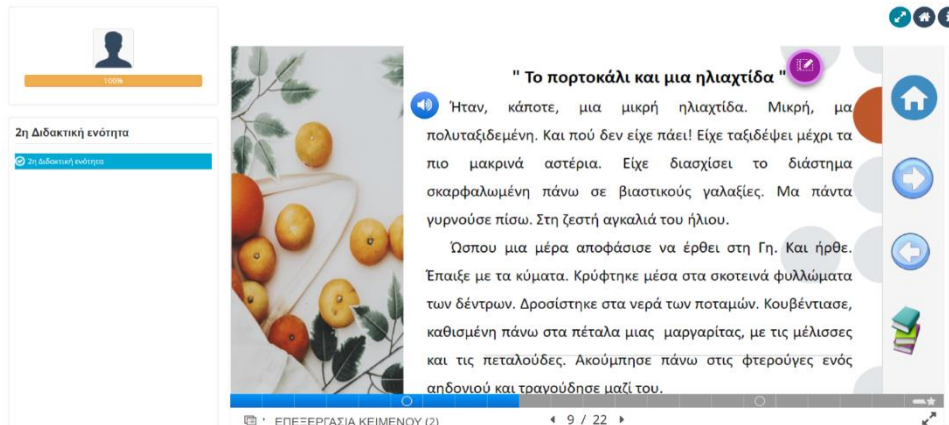 100%
2η Διδακτική ενότητα
2η Διδακτική ενότητα
" Το πορτοκάλι και μια ηλιαχτίδα "
Ήταν, κάποτε, μια μικρή ηλιαχτίδα. Μικρή, μα
πολυταξιδεμένη. Και πού δεν είχε πάει! Είχε ταξιδέψει μέχρι τα
πιο μακρινά αστέρια. Είχε διασχίσει το διάστημα
σκαρφαλωμένη πάνω σε βιαστικούς γαλαξίες. Μα πάντα
γυρνούσε πίσω. Στη ζεστή αγκαλιά του ήλιου.
Ώσπου μια μέρα αποφάσισε να έρθει στη Γη. Και ήρθε.
Έπαιξε με τα κύματα. Κρύφτηκε μέσα στα σκοτεινά φυλλώματα
των δέντρων. Δροσίστηκε στα νερά των ποταμών. Κουβέντιασε,
καθισμένη πάνω στα πέταλα μιας μαργαρίτας, με τις μέλισσες
και τις πεταλούδες. Ακούμπησε πάνω στις φτερούγες ενός
αηδονιού και τραγούδησε μαζί του.
ΕΠΕΞΕΡΓΑΣΙΑ ΚΕΙΜΕΝΟΥ (2)
9 / 22